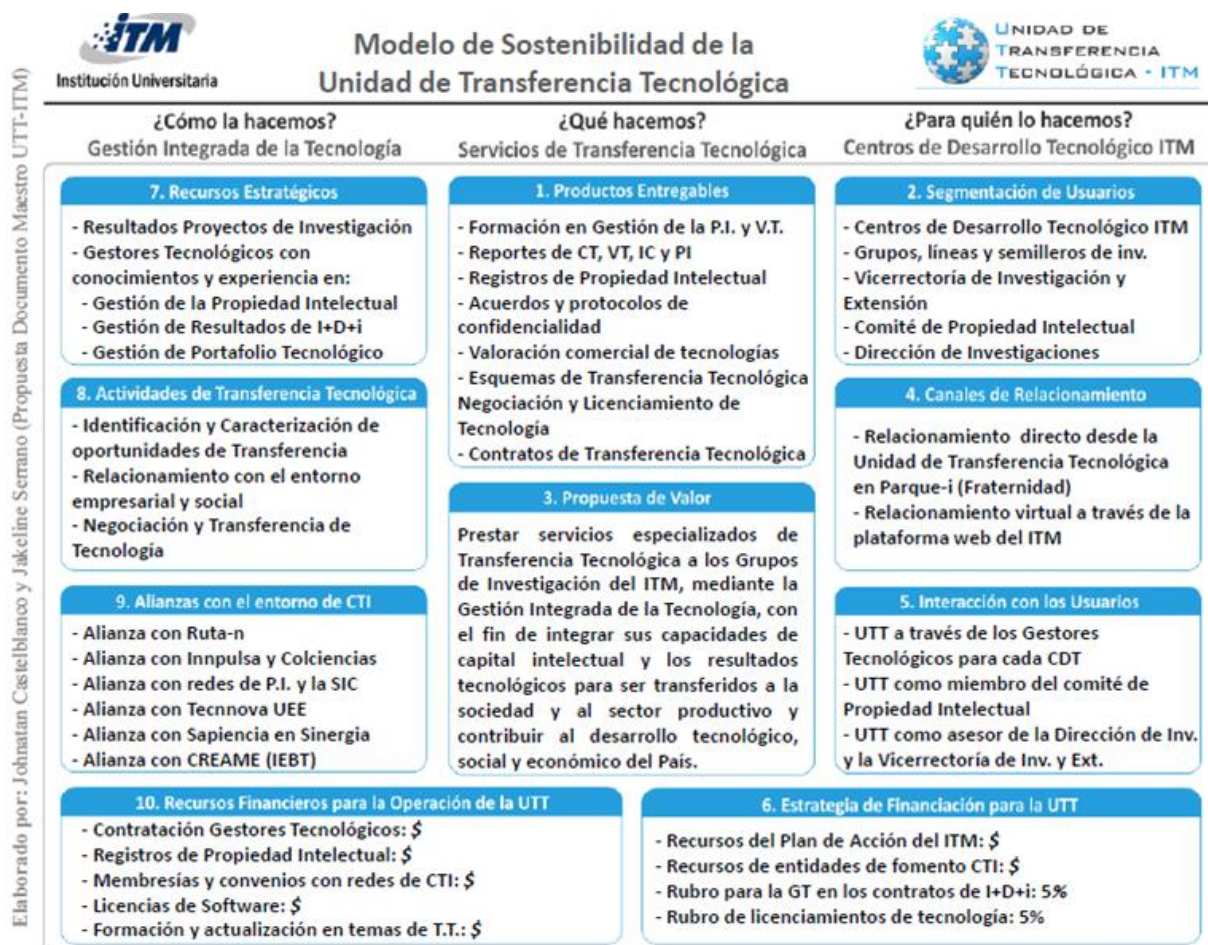 iTM
Institución Universitaria
Modelo de Sostenibilidad de la
Unidad de Transferencia Tecnológica
UNIDAD DE
TRANSFERENCIA
TECNOLÓGICA - ITM
Elaborado por: Johnatan Castelblanco y Jakeline Serrano (Propuesta Documento Maestro UTT-ITM)
¿Cómo la hacemos?
Gestión Integrada de la Tecnología
¿Qué hacemos?
Servicios de Transferencia Tecnológica
¿Para quién lo hacemos?
Centros de Desarrollo Tecnológico ITM
7. Recursos Estratégicos
- Resultados Proyectos de Investigación
- Gestores Tecnológicos con
conocimientos y experiencia en:
- Gestión de la Propiedad Intelectual
- Gestión de Resultados de I+D+i
- Gestión de Portafolio Tecnológico
8. Actividades de Transferencia Tecnológica
- Identificación y Caracterización de
oportunidades de Transferencia
- Relacionamiento con el entorno
empresarial y social
- Negociación y Transferencia de
Tecnología
9. Alianzas con el entorno de CTI
- Alianza con Ruta-n
- Alianza con Innpulsa y Colciencias
- Alianza con redes de P.I. y la SIC
- Alianza con Tecnnova UEE
- Alianza con Sapiencia en Sinergia
- Alianza con CREAME (IEBT)
1. Productos Entregables
- Formación en Gestión de la P.I. y V.T.
- Reportes de CT, VT, IC y PI
- Registros de Propiedad Intelectual
- Acuerdos y protocolos de
confidencialidad
- Valoración comercial de tecnologías
- Esquemas de Transferencia Tecnológica
Negociación y Licenciamiento de
Tecnología
- Contratos de Transferencia Tecnológica
3. Propuesta de Valor
Prestar servicios especializados de
Transferencia Tecnológica a los Grupos
de Investigación del ITM, mediante la
Gestión Integrada de la Tecnología, con
el fin de integrar sus capacidades de
capital intelectual y los resultados
tecnológicos para ser transferidos a la
sociedad y al sector productivo y
contribuir al desarrollo tecnológico,
social y económico del País.
2. Segmentación de Usuarios
- Centros de Desarrollo Tecnológico ITM
- Grupos, líneas y semilleros de inv.
- Vicerrectoría de Investigación y
Extensión
- Comité de Propiedad Intelectual
- Dirección de Investigaciones
4. Canales de Relacionamiento
- Relacionamiento directo desde la
Unidad de Transferencia Tecnológica
en Parque-i (Fraternidad)
- Relacionamiento virtual a través de la
plataforma web del ITM
5. Interacción con los Usuarios
- UTT a través de los Gestores
Tecnológicos para cada CDT
- UTT como miembro del comité de
Propiedad Intelectual
- UTT como asesor de la Dirección de Inv.
y la Vicerrectoría de Inv. y Ext.
10. Recursos Financieros para la Operación de la UTT
- Contratación Gestores Tecnológicos: $
- Registros de Propiedad Intelectual: $
- Membresías y convenios con redes de CTI: $
- Licencias de Software: $
- Formación y actualización en temas de T.T.: $
6. Estrategia de Financiación para la UTT
- Recursos del Plan de Acción del ITM: $
- Recursos de entidades de fomento CTI: $
- Rubro para la GT en los contratos de I+D+i: 5%
- Rubro de licenciamientos de tecnología: 5%